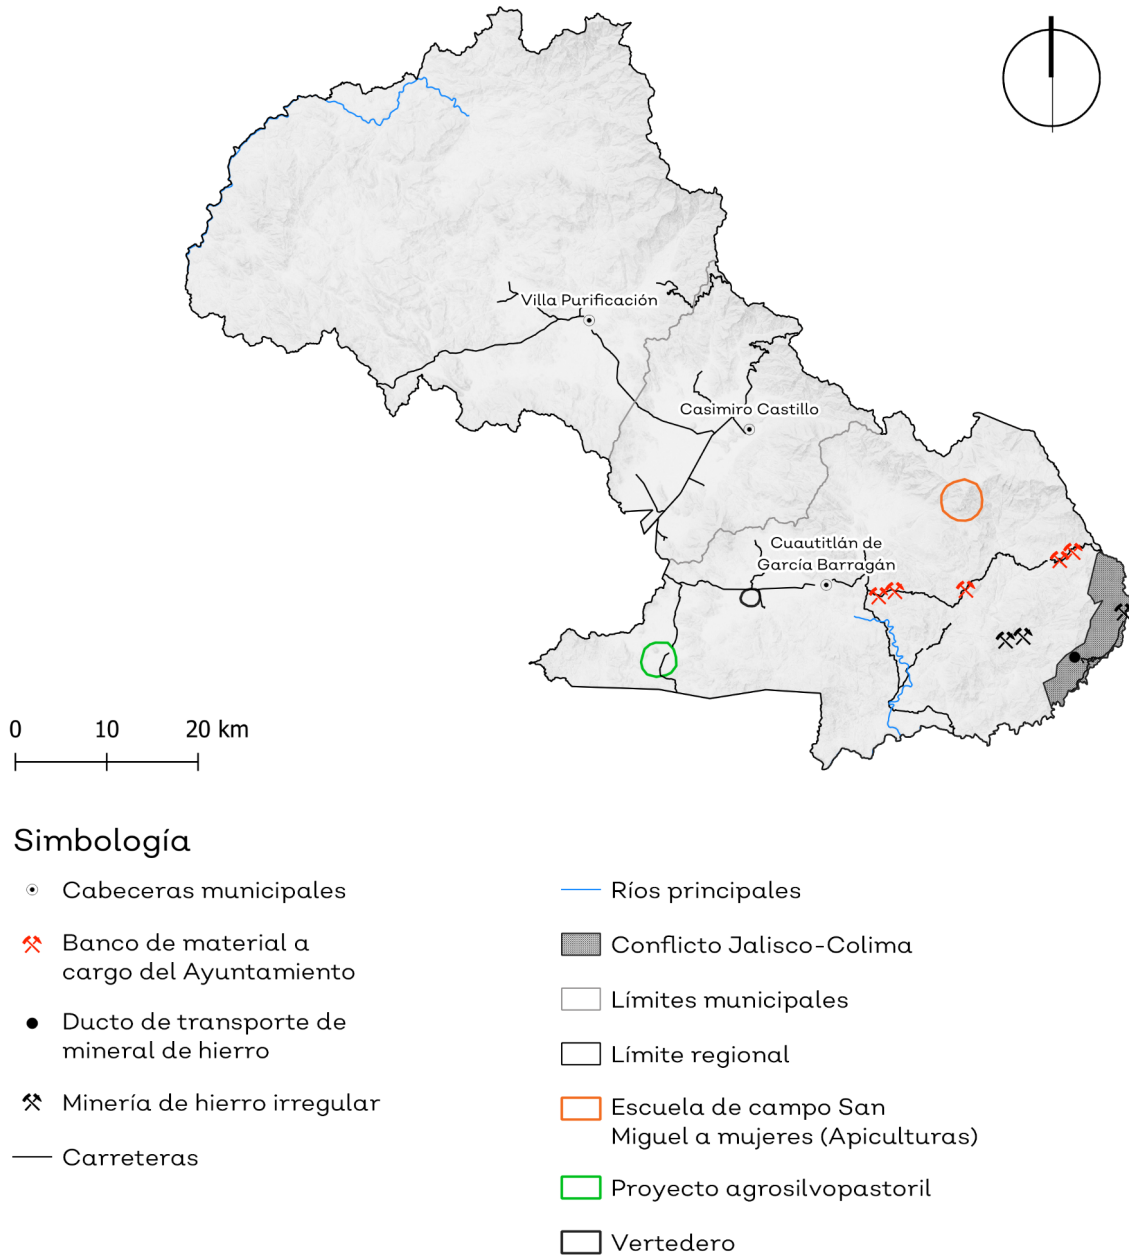 Villa Purificación
Casimiro Castillo
Cuautitlán de
García Barragán
0 10 20 km
Simbología
Cabeceras municipales
Banco de material a
cargo del Ayuntamiento
Ducto de transporte de
mineral de hierro
Minería de hierro irregular
Carreteras
Ríos principales
Conflicto Jalisco-Colima
Límites municipales
Límite regional
Escuela de campo San
Miguel a mujeres (Apiculturas)
Proyecto agrosilvopastoril
Vertedero